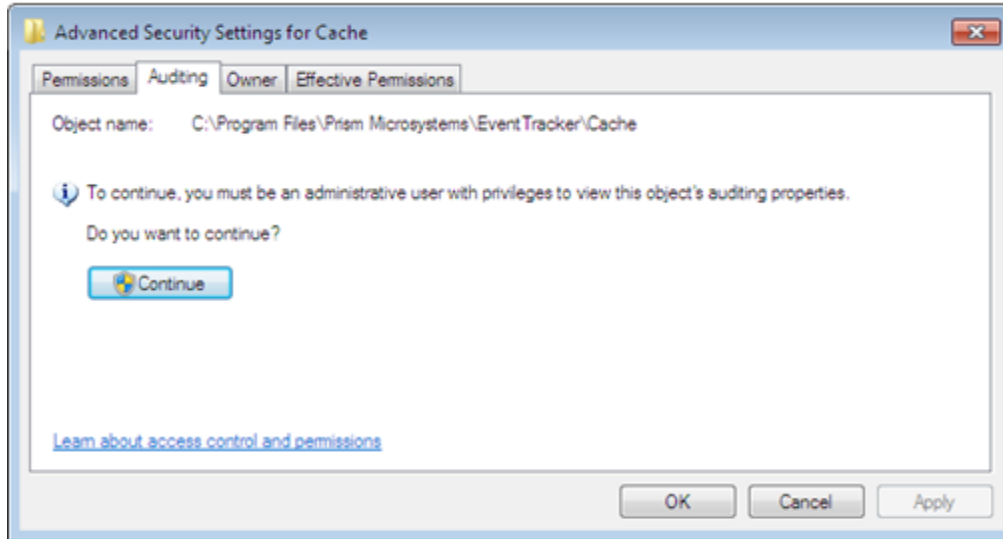 Advanced Security Settings for Cache
Permissions Auditing Owner Effective Permissions
Object name: C:\Program Files\Prism Microsystems\EventTracker\Cache
To continue, you must be an administrative user with privileges to view this object's auditing properties.
Do you want to continue?
Continue
Learn about access control and permissions
OK Cancel Apply